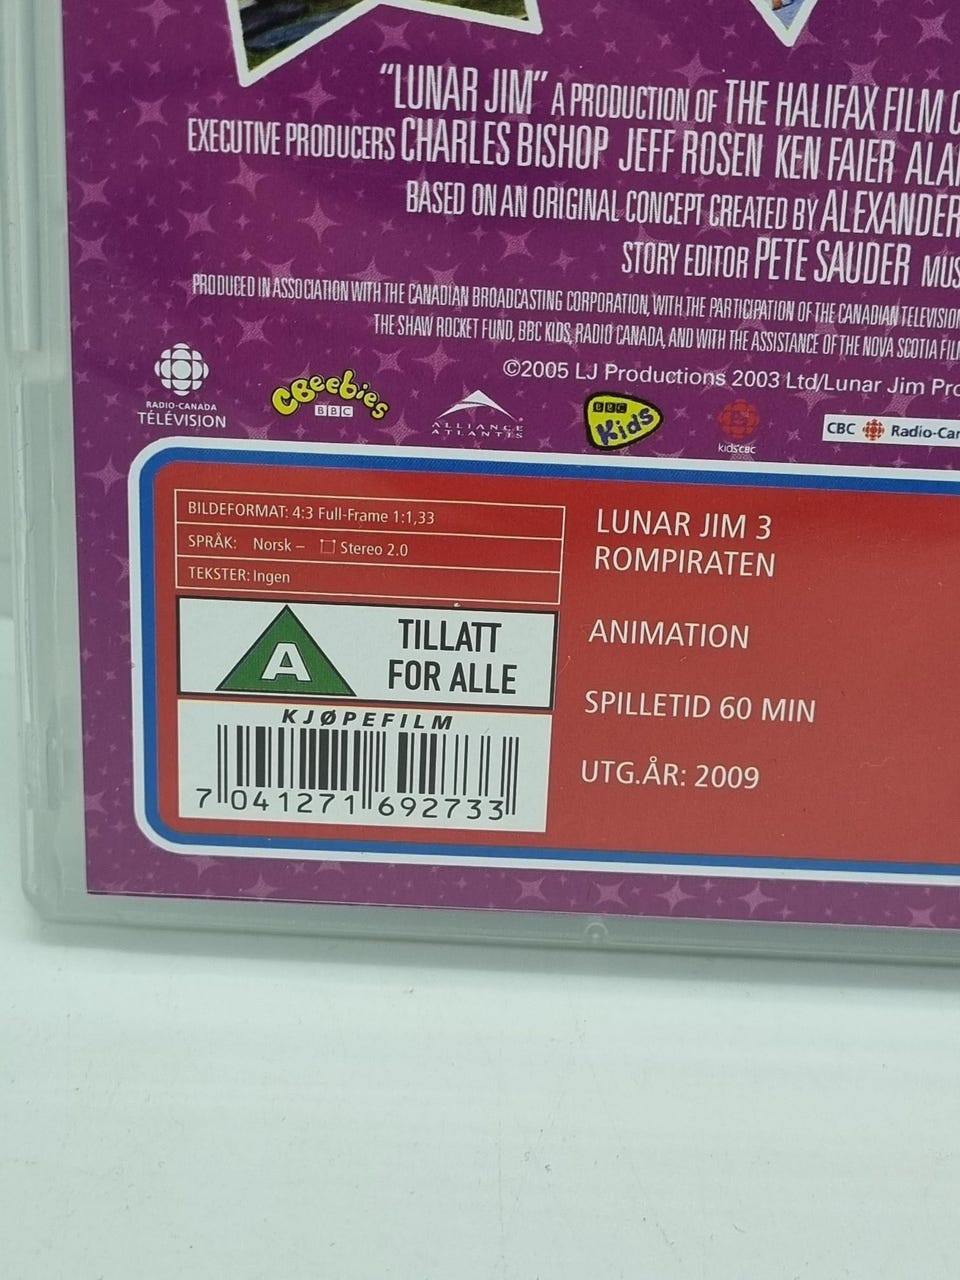 "LUNAR JIM" A PRODUCTION OF THE HALIFAX FILM
EXECUTIVE PRODUCERS CHARLES BISHOP JEFF ROSEN KEN FAIER
BASED ON AN ORIGINAL CONCEPT CREATED BY ALEXANDER
STORY EDITOR PETE SAUDER MUS
PRODUCED IN ASSOCIATION WITH THE CANADIAN BROADCASTING CORPORATION, WITH THE PARTICIPATION OF THE CANADIAN TELEVISION
THE SHAW ROCKET FUND, BBC KIDS, RADIO CANADA, AND WITH THE ASSISTANCE OF THE NOVA SCOTIA FIL
©2005 LJ Productions 2003 Ltd/Lunar Jim Pro
RADIO-CANADA
TÉLÉVISION
CBeebies
BBC
ALLIANCE
ATLANTIS
BBC
Kids
kidsCBC
CBC Radio-Can
BILDEFORMAT: 4:3 Full-Frame 1:1,33
SPRÅK: Norsk – Stereo 2.0
TEKSTER: Ingen
A
TILLATT
FOR ALLE
KJØPEFILM
7 041271 692733
LUNAR JIM 3
ROMPIRATEN
ANIMATION
SPILLETID 60 MIN
UTG.ÅR: 2009